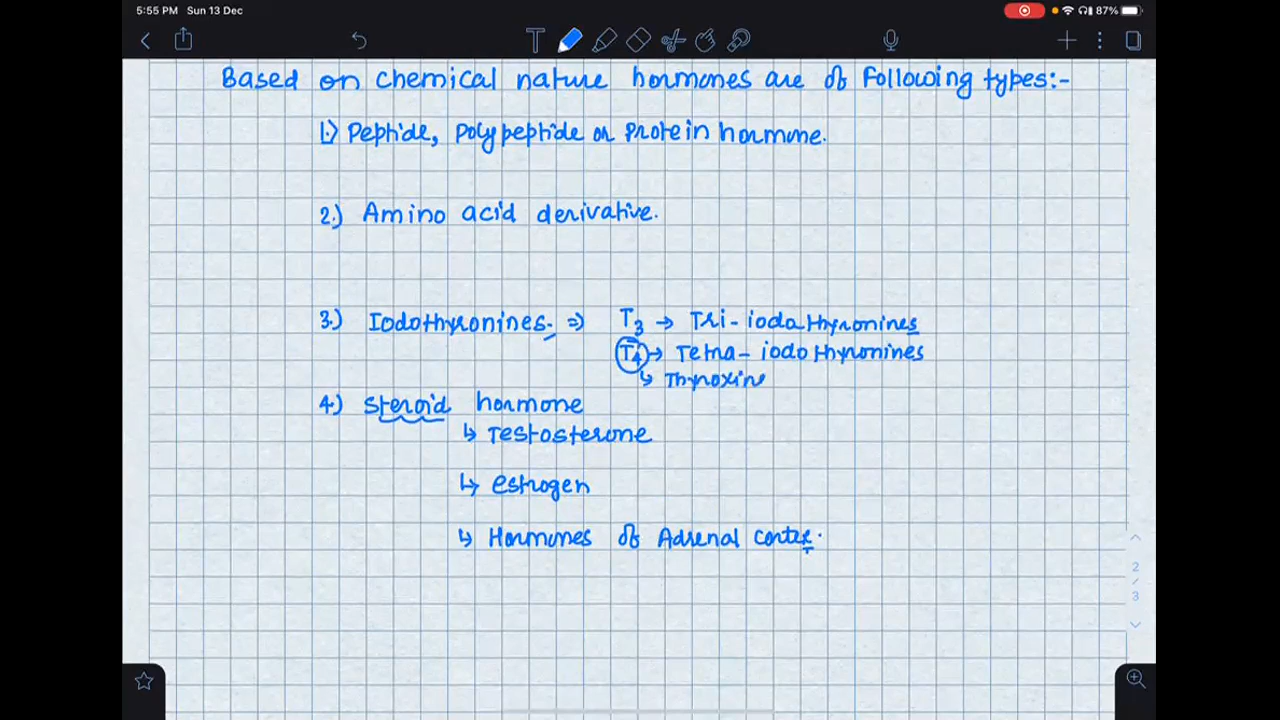 5:55 PM Sun 13 Dec
87%
Based on chemical nature hormones are of following types:-
1.) Peptide, polypeptide or protein hormone.
2.) Amino acid derivative.
3.) Iodothyronines. ⇒ T3 → Tri-iodothyronines
T4 → Tetra-iodothyronines
↳ Thyroxine
4.) Steroid hormone
↳ Testosterone
↳ estrogen
↳ Hormones of Adrenal cortex.
2
/
3